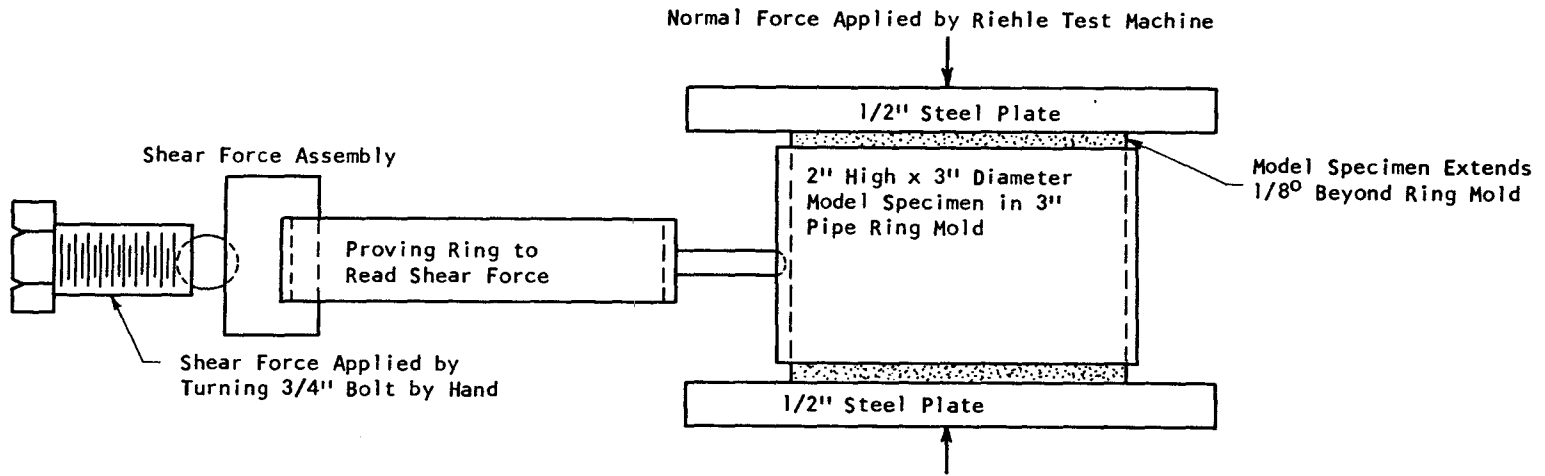 Normal Force Applied by Riehle Test Machine
1/2" Steel Plate
Shear Force Assembly
Model Specimen Extends
1/8° Beyond Ring Mold
2" High x 3" Diameter
Model Specimen in 3"
Pipe Ring Mold
Proving Ring to
Read Shear Force
Shear Force Applied by
Turning 3/4" Bolt by Hand
1/2" Steel Plate